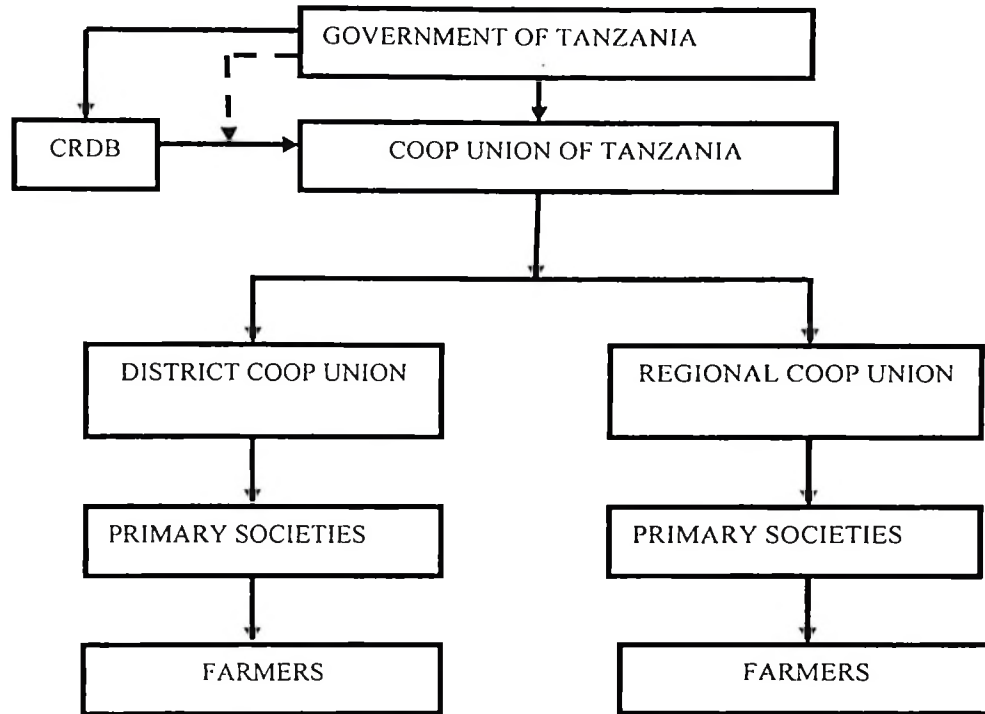 GOVERNMENT OF TANZANIA
CRDB
COOP UNION OF TANZANIA
DISTRICT COOP UNION
REGIONAL COOP UNION
PRIMARY SOCIETIES
PRIMARY SOCIETIES
FARMERS
FARMERS